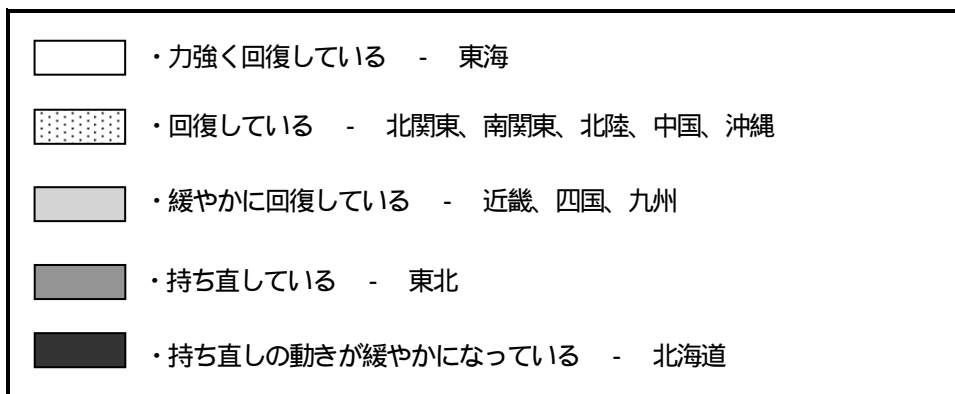 ・力強く回復している - 東海
・回復している - 北関東、南関東、北陸、中国、沖縄
・緩やかに回復している - 近畿、四国、九州
・持ち直している - 東北
・持ち直しの動きが緩やかになっている - 北海道